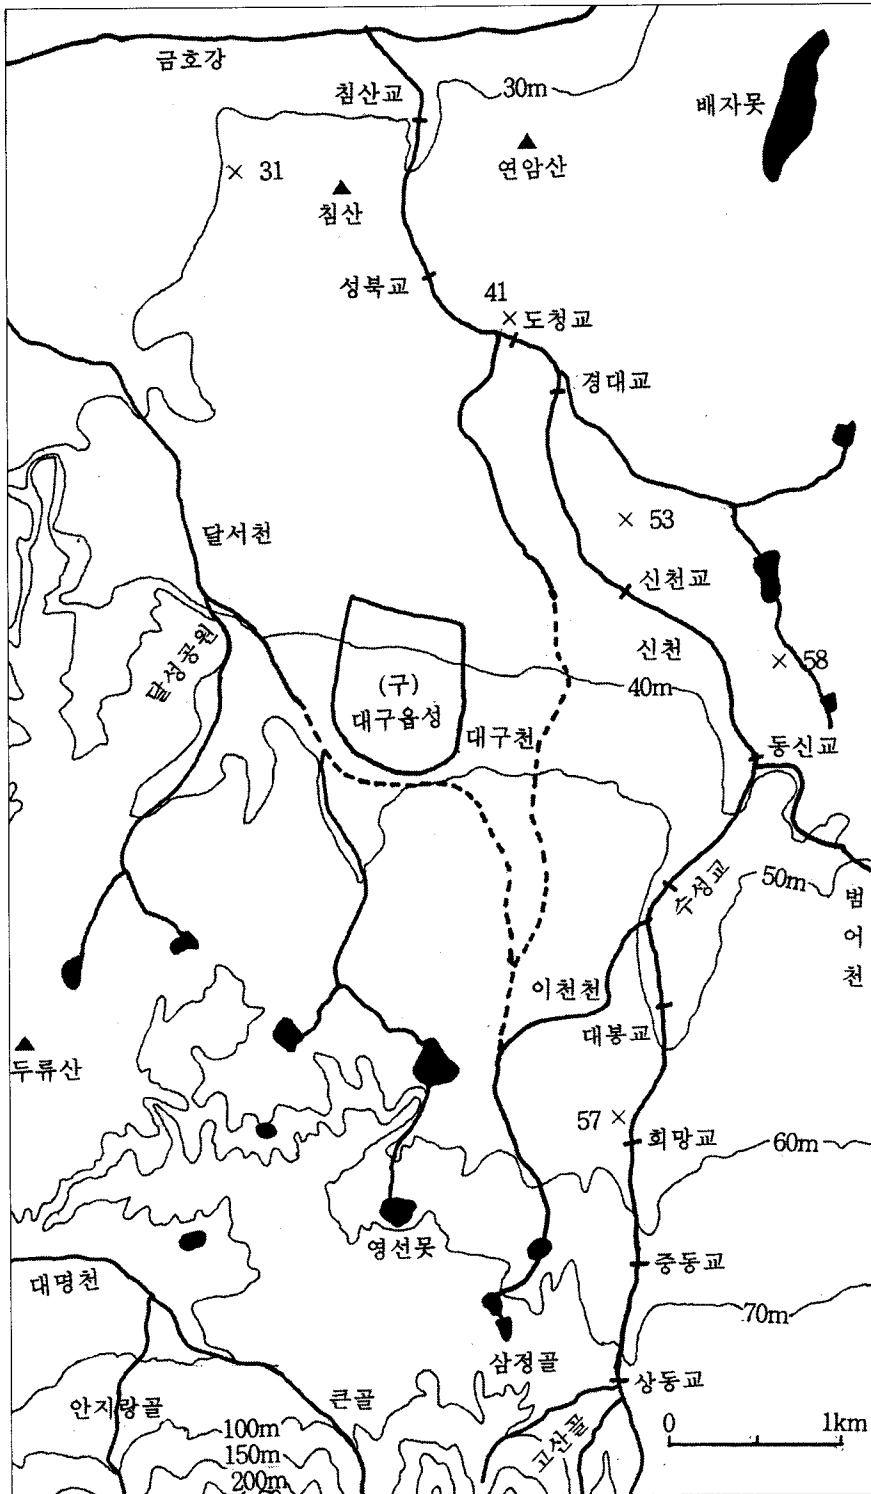 금호강
침산교
30m
배자못
연암산
31
침산
성북교
41
도청교
경대교
달서천
53
신천교
달성공원
신천
58
(구)
대구읍성
40m
대구천
동신교
수성교
50m
범어천
이천천
대봉교
두류산
57
희망교
60m
영선못
중동교
대명천
70m
삼정골
상동교
안지랑골
큰골
고산골
0 1km
100m
150m
200m